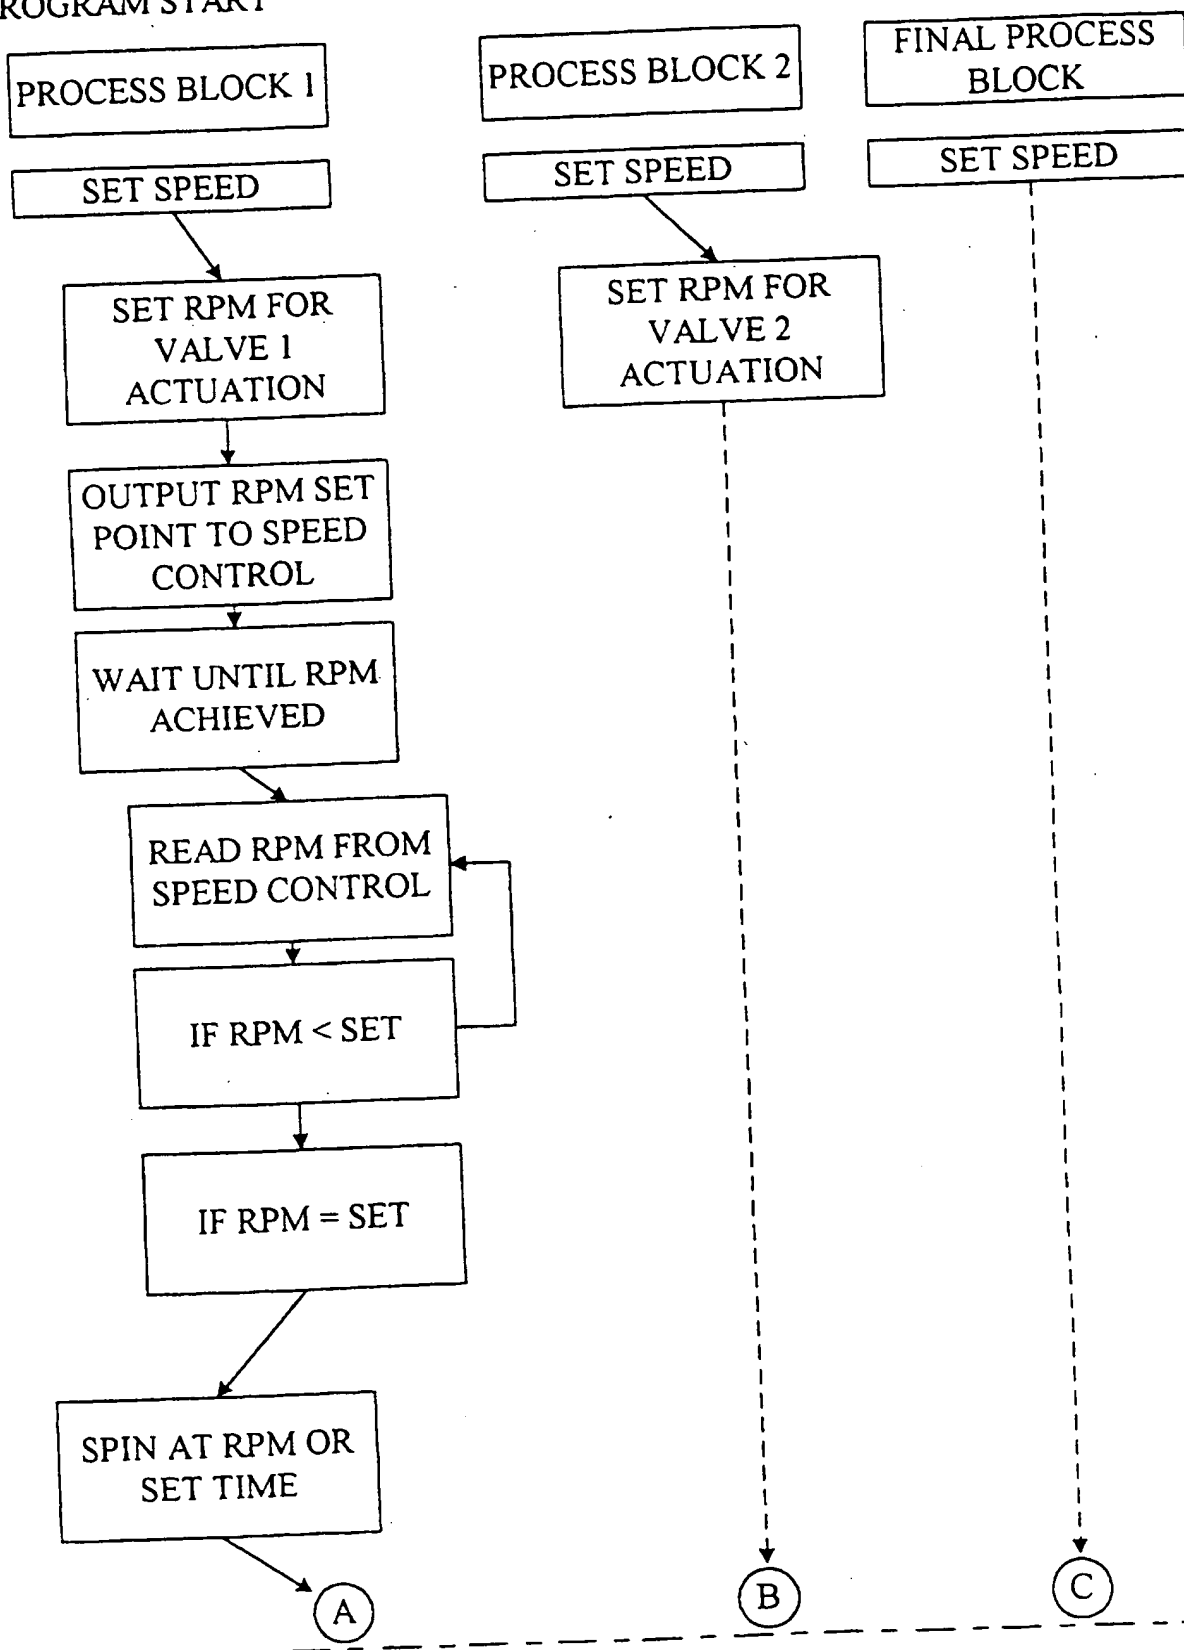 ROGRAM START
PROCESS BLOCK 1
SET SPEED
SET RPM FOR
VALVE 1
ACTUATION
OUTPUT RPM SET
POINT TO SPEED
CONTROL
WAIT UNTIL RPM
ACHIEVED
READ RPM FROM
SPEED CONTROL
IF RPM < SET
IF RPM = SET
SPIN AT RPM OR
SET TIME
A
PROCESS BLOCK 2
SET SPEED
SET RPM FOR
VALVE 2
ACTUATION
B
FINAL PROCESS
BLOCK
SET SPEED
C